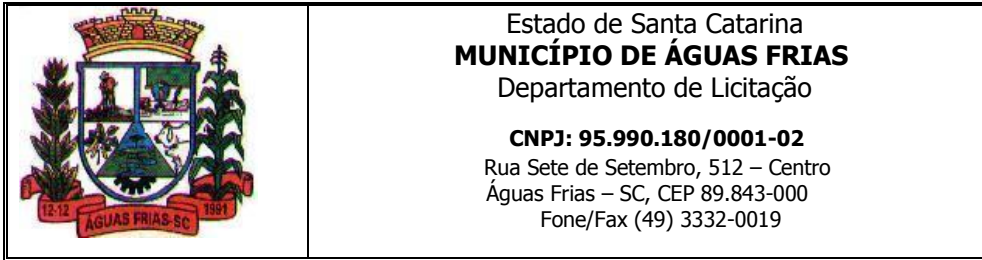 Estado de Santa Catarina
MUNICÍPIO DE ÁGUAS FRIAS
Departamento de Licitação
CNPJ: 95.990.180/0001-02
Rua Sete de Setembro, 512 – Centro
Águas Frias – SC, CEP 89.843-000
Fone/Fax (49) 3332-0019
12-12
ÁGUAS FRIAS-SC
1991